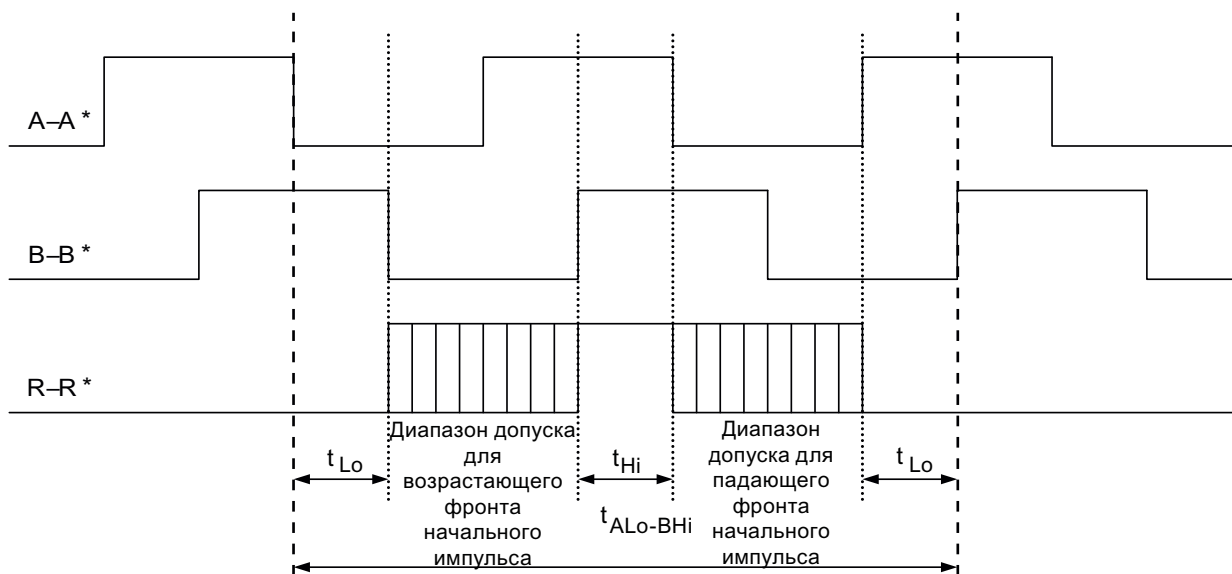 A–A *
B–B *
R–R *
t Lo
Диапазон допуска
для
возрастающего
фронта
начального
импульса
t Hi
t ALo-BHi
Диапазон
допуска для
падающего
фронта
начального
импульса
t Lo